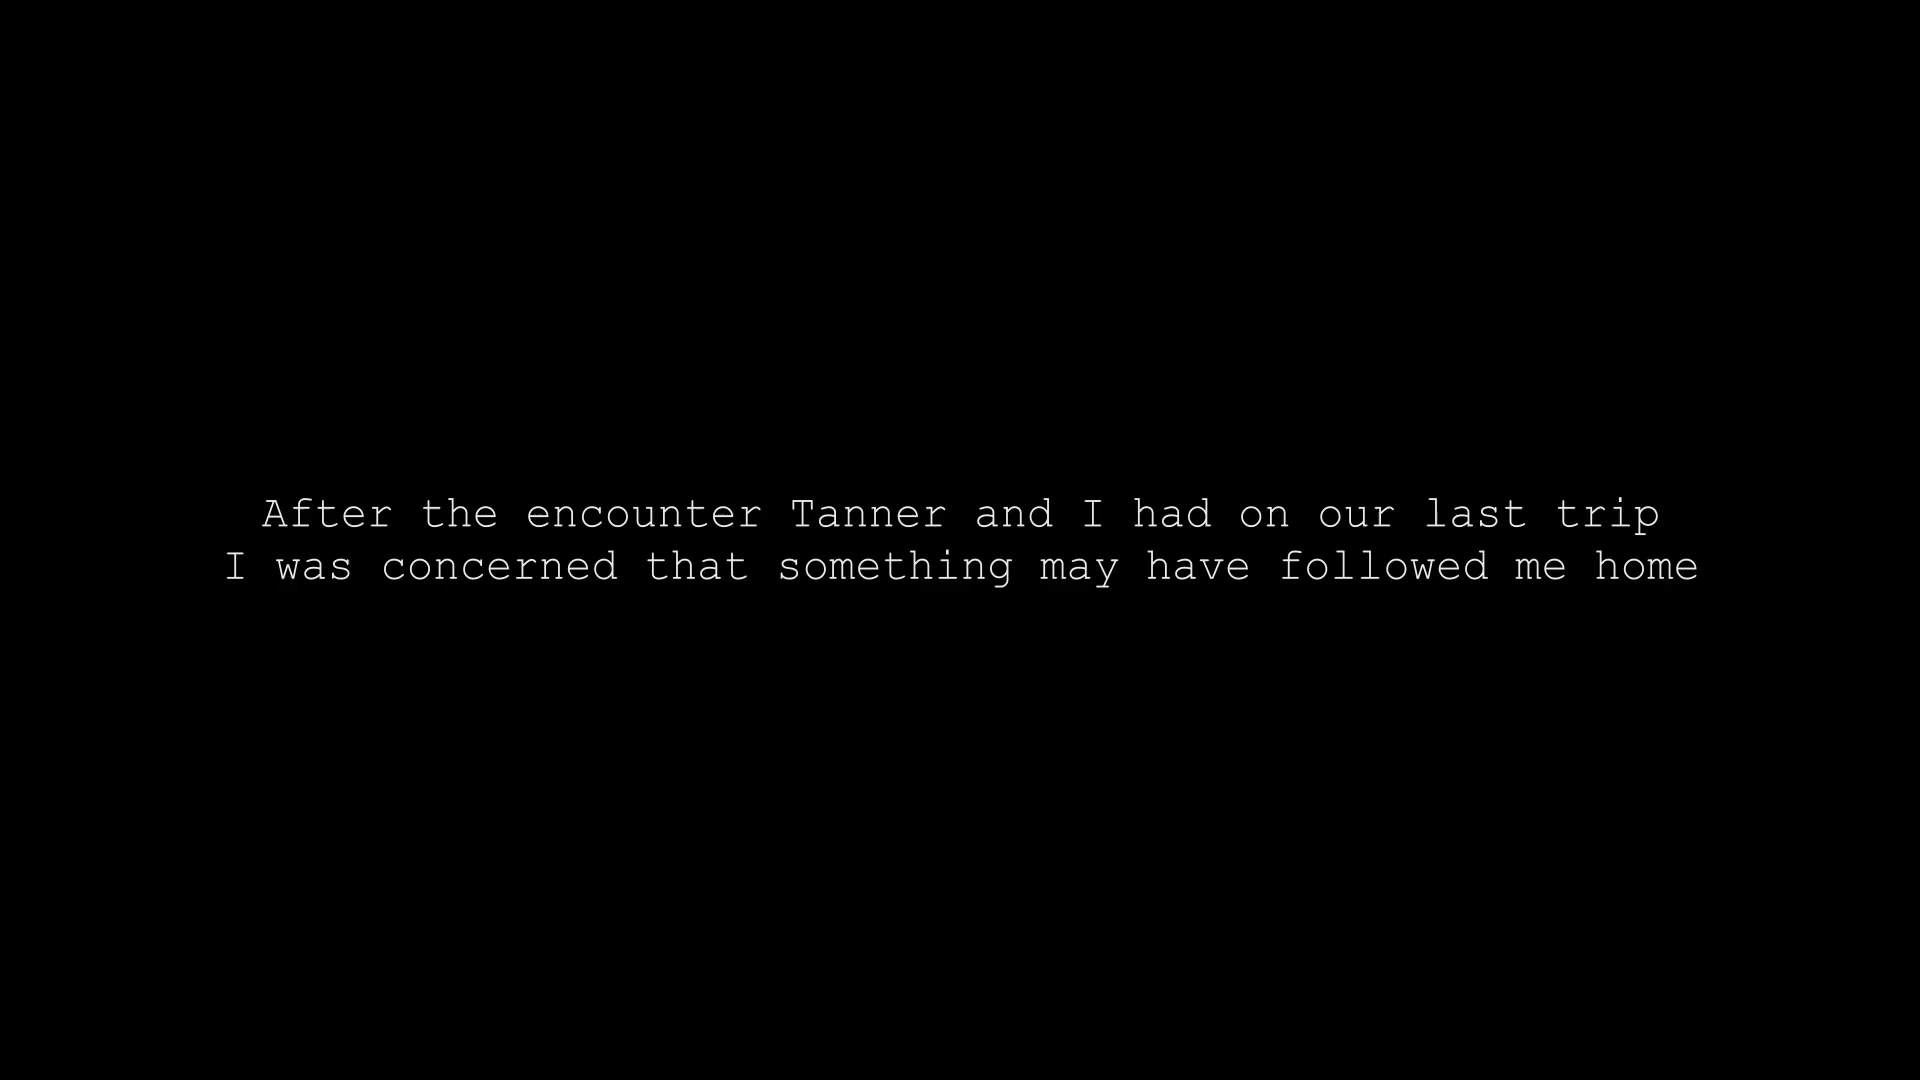 After the encounter Tanner and I had on our last trip
I was concerned that something may have followed me home